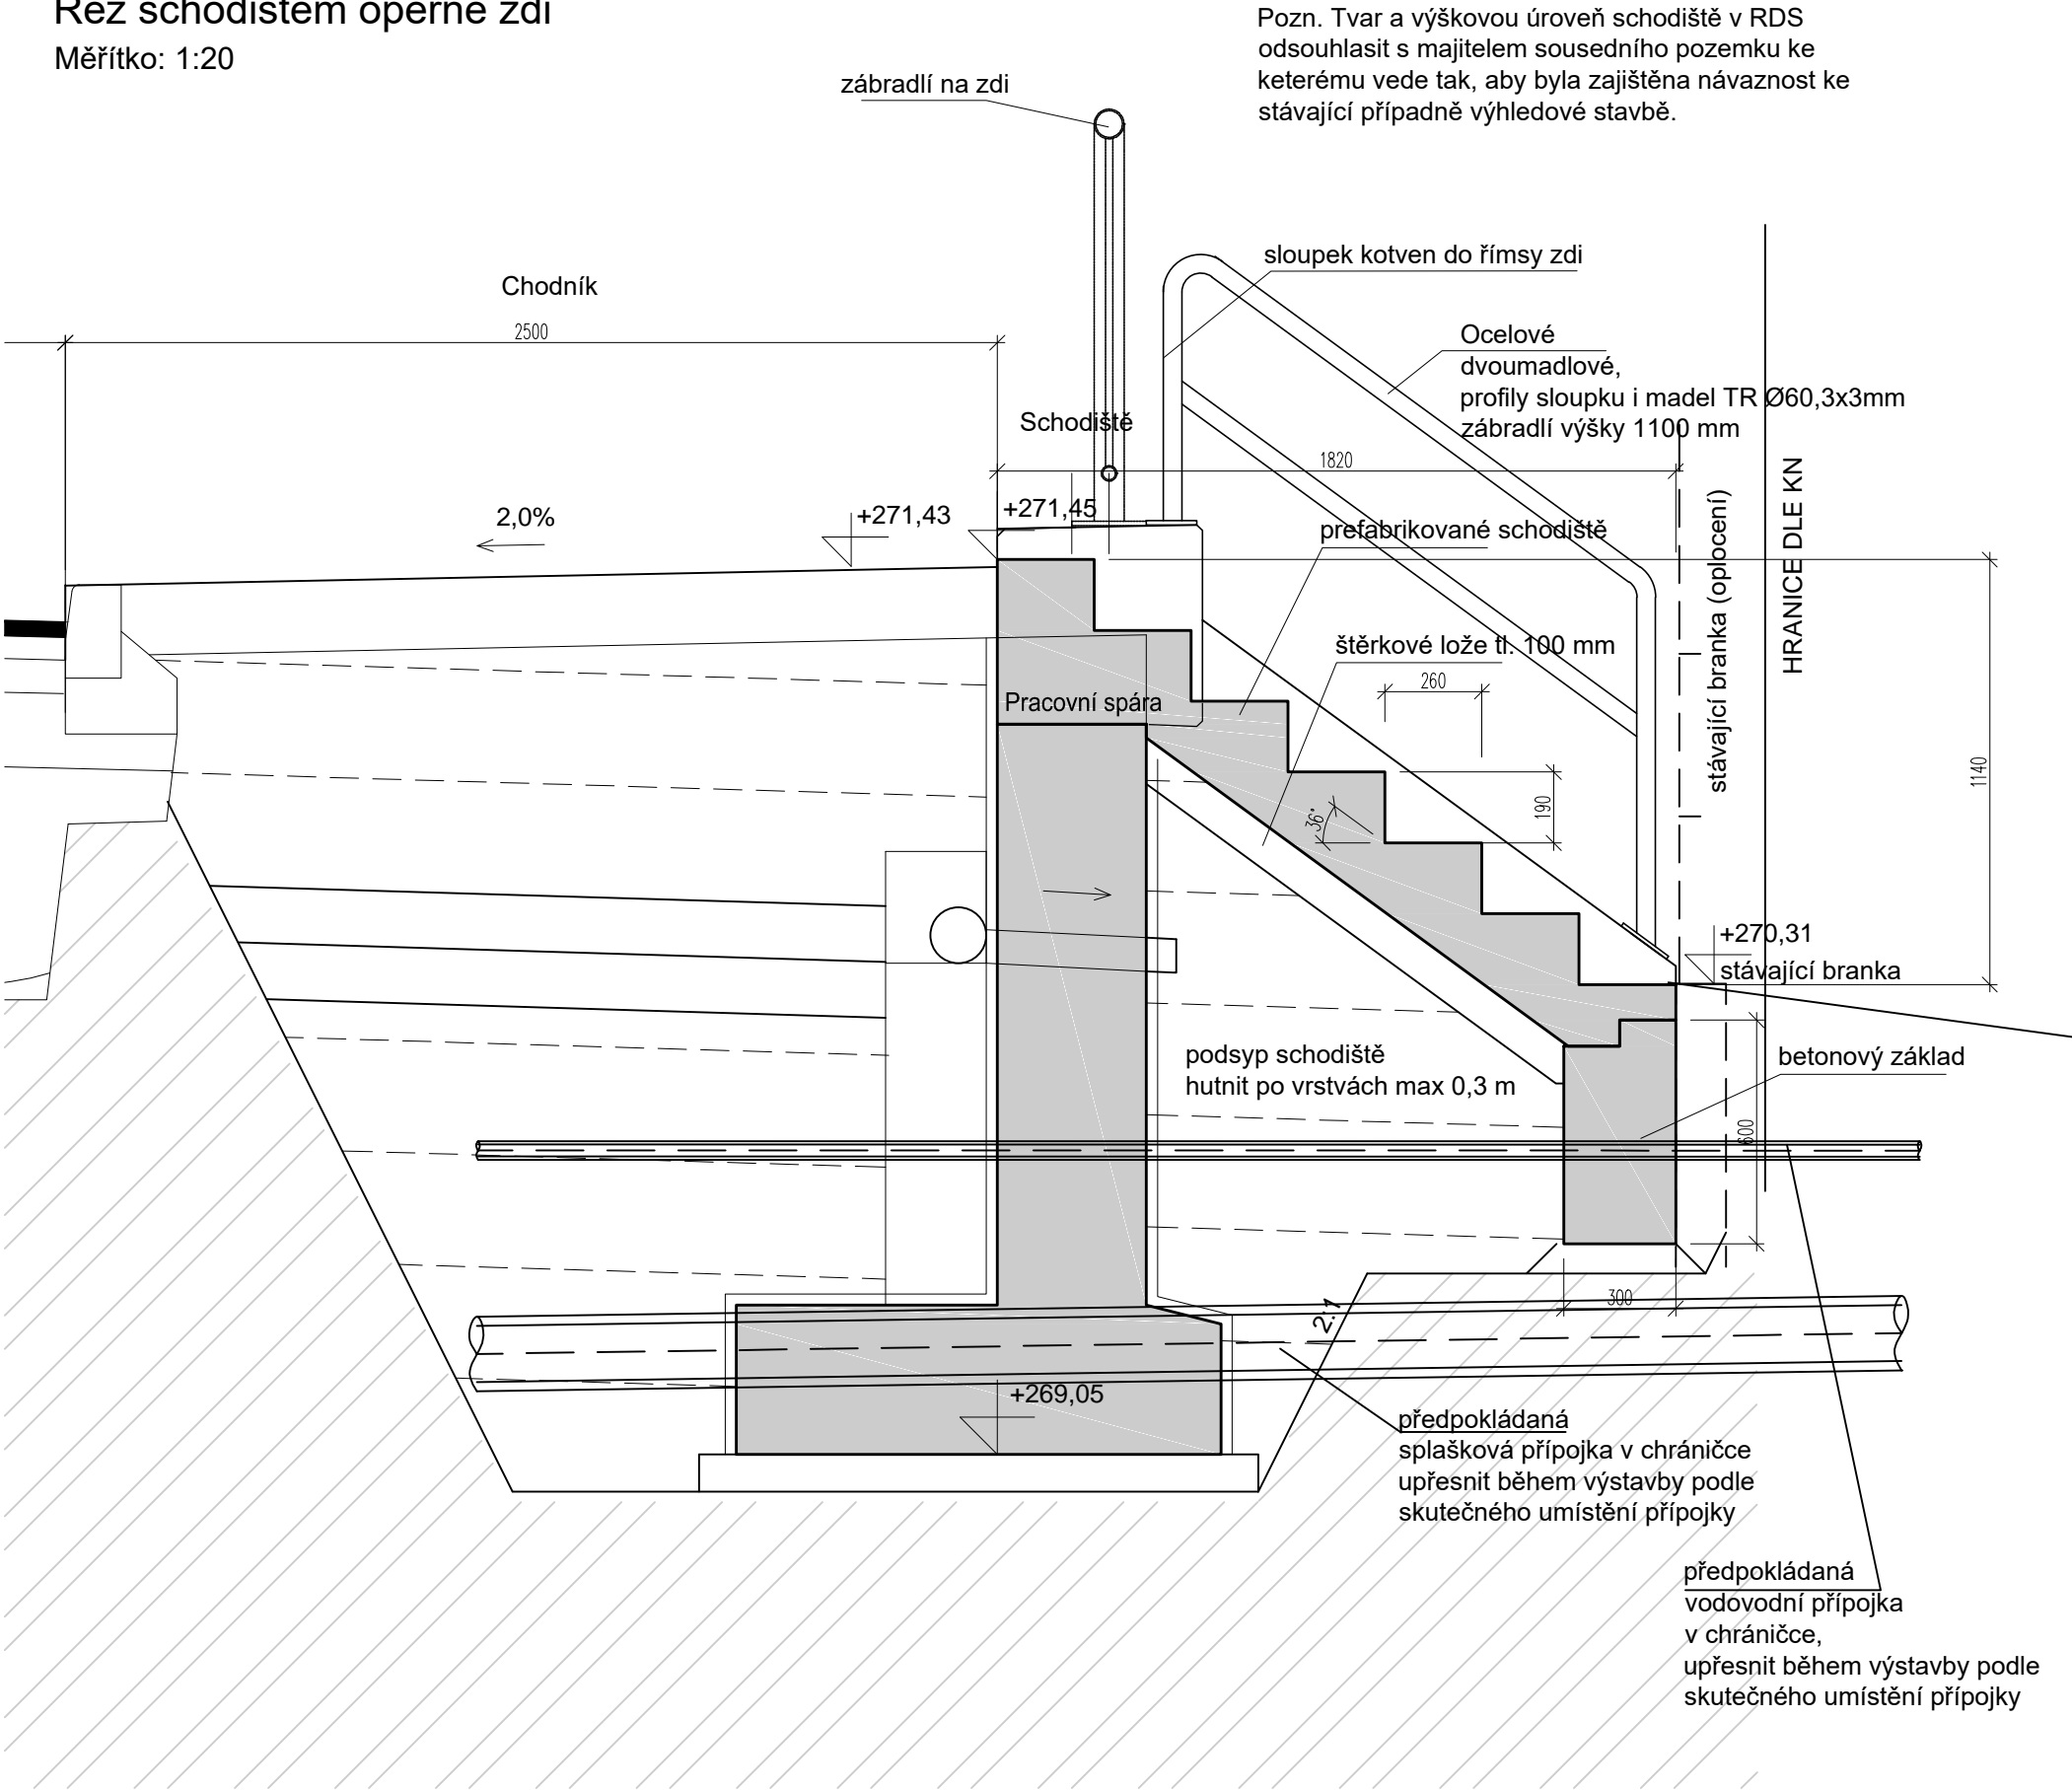 Řez schodištěm opěrné zdi
Měřítko: 1:20
Pozn. Tvar a výškovou úroveň schodiště v RDS
odsouhlasit s majitelem sousedního pozemku ke
keterému vede tak, aby byla zajištěna návaznost ke
stávající případně výhledové stavbě.
zábradlí na zdi
sloupek kotven do římsy zdi
Chodník
2500
Ocelové
dvoumadlové,
profily sloupku i madel TR Ø60,3x3mm
zábradlí výšky 1100 mm
Schodiště
1820
2,0%
+271,43
+271,45
prefabrikované schodiště
stávající branka (oplocení)
HRANICE DLE KN
štěrkové lože tl. 100 mm
260
Pracovní spára
190
36°
1140
+270,31
stávající branka
podsyp schodiště
hutnit po vrstvách max 0,3 m
betonový základ
600
300
2:1
+269,05
předpokládaná
splašková přípojka v chráničce
upřesnit během výstavby podle
skutečného umístění přípojky
předpokládaná
vodovodní přípojka
v chráničce,
upřesnit během výstavby podle
skutečného umístění přípojky